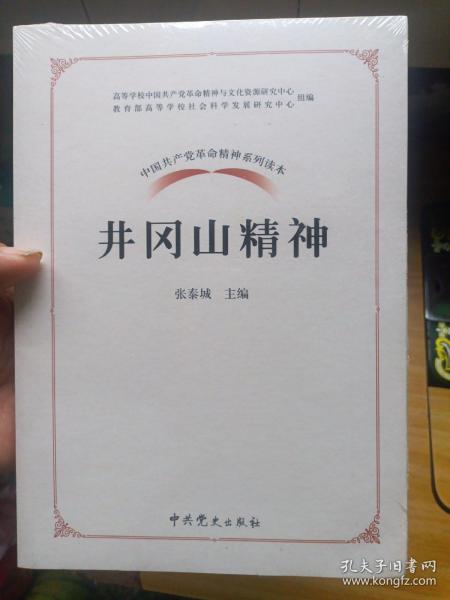 高等学校中国共产党革命精神与文化资源研究中心
教育部高等学校社会科学发展研究中心
组编
中国共产党革命精神系列读本
井冈山精神
张泰城 主编
中共党史出版社
孔夫子旧书网
www.kongfz.com